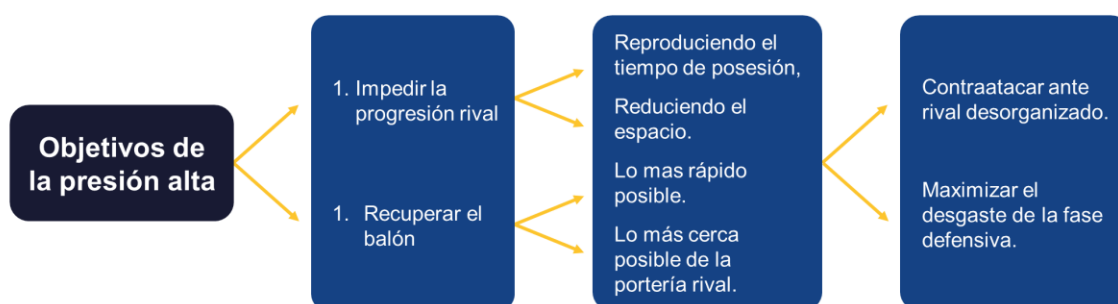 Objetivos de
la presión alta
1. Impedir la
progresión rival
1. Recuperar el
balón
Reproduciendo el
tiempo de posesión,
Reduciendo el
espacio.
Lo mas rápido
posible.
Lo más cerca
posible de la
portería rival.
Contraatacar ante
rival desorganizado.
Maximizar el
desgaste de la fase
defensiva.